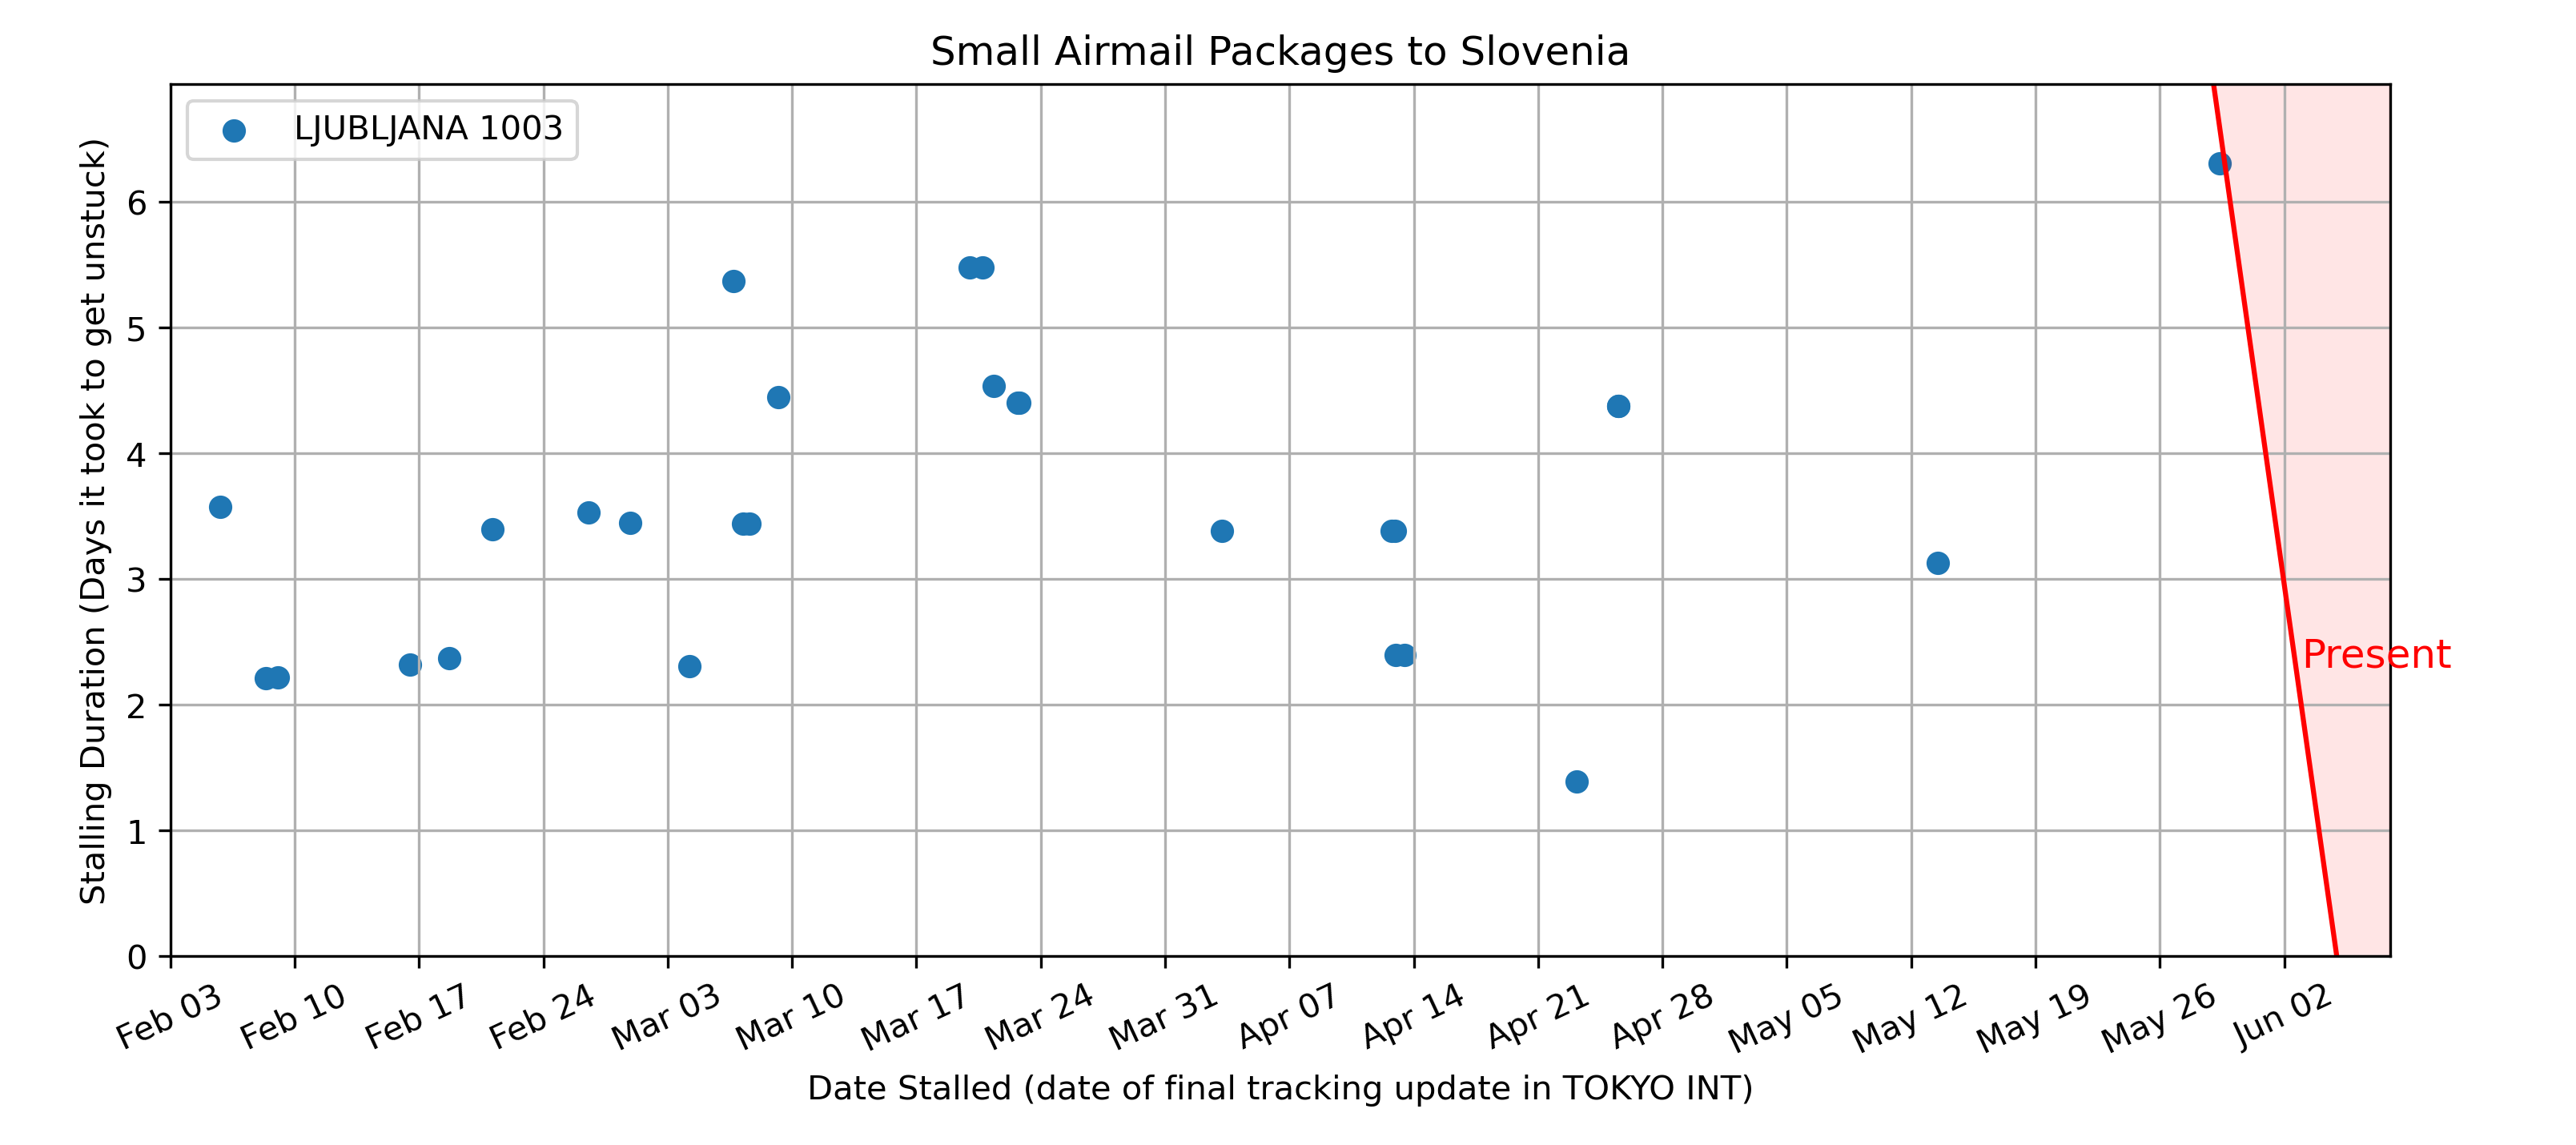 Small Airmail Packages to Slovenia
LJUBLJANA 1003
Stalling Duration (Days it took to get unstuck)
6
5
4
3
2
1
0
Present
Feb 03
Feb 10
Feb 17
Feb 24
Mar 03
Mar 10
Mar 17
Mar 24
Mar 31
Apr 07
Apr 14
Apr 21
Apr 28
May 05
May 12
May 19
May 26
Jun 02
Date Stalled (date of final tracking update in TOKYO INT)